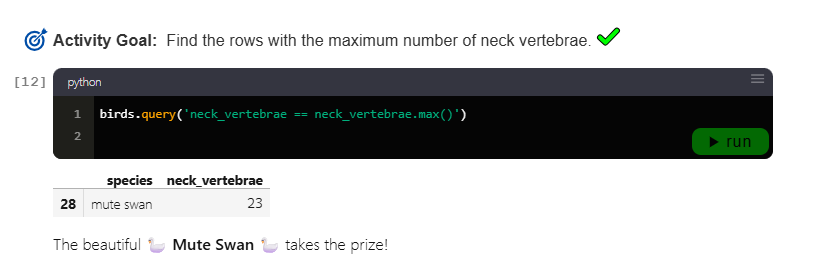 Activity Goal: Find the rows with the maximum number of neck vertebrae.
[12] python
1 birds.query('neck_vertebrae == neck_vertebrae.max()')
2
run
species neck_vertebrae
28 mute swan 23
The beautiful 🦢 Mute Swan 🦢 takes the prize!